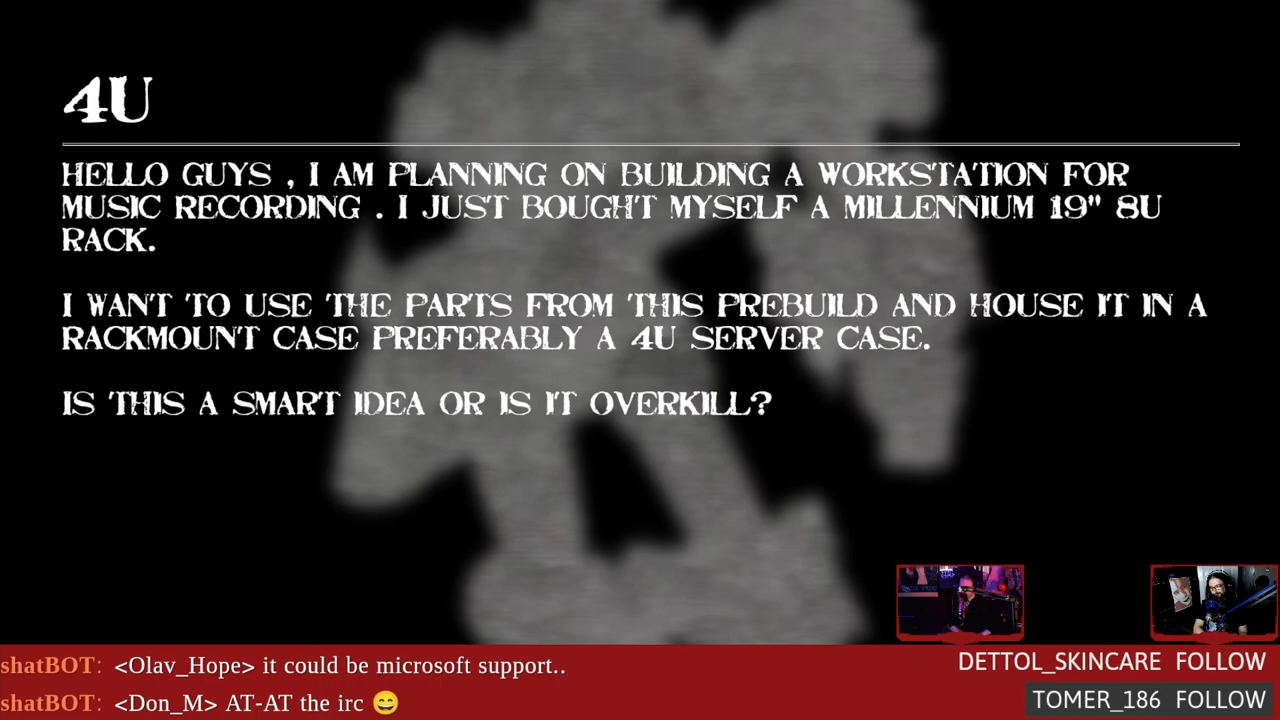 4U
HELLO GUYS , I AM PLANNING ON BUILDING A WORKSTATION FOR
MUSIC RECORDING . I JUST BOUGHT MYSELF A MILLENNIUM 19" 8U
RACK.
I WANT TO USE THE PARTS FROM THIS PREBUILD AND HOUSE IT IN A
RACKMOUNT CASE PREFERABLY A 4U SERVER CASE.
IS THIS A SMART IDEA OR IS IT OVERKILL?
shatBOT: <Olav_Hope> it could be microsoft support..
shatBOT: <Don_M> AT-AT the irc 😄
DETTOL_SKINCARE FOLLOW
TOMER_186 FOLLOW